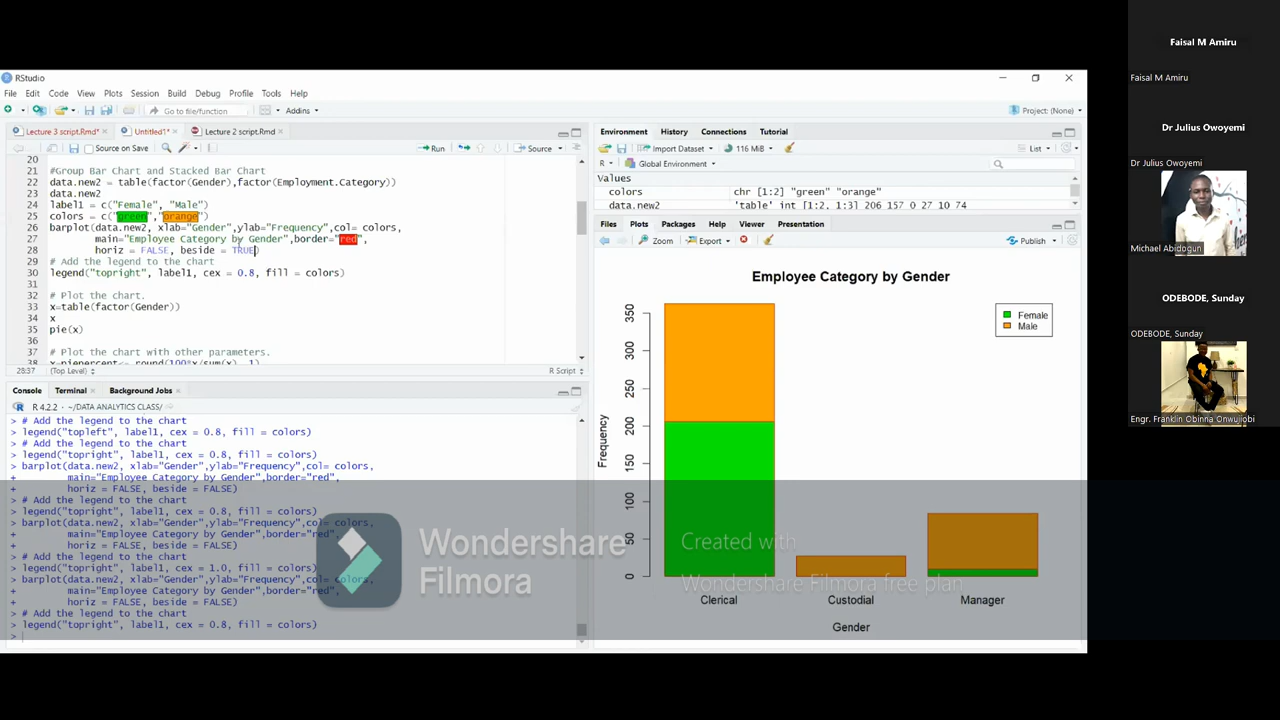 RStudio
File Edit Code View Plots Session Build Debug Profile Tools Help
Go to file/function
Addins
Project: (None)
Lecture 3 script.Rmd*
Untitled1*
Lecture 2 script.Rmd
Source on Save
Run
Source
20
21 #Group Bar Chart and Stacked Bar Chart
22 data.new2 = table(factor(Gender),factor(Employment.Category))
23 data.new2
24 label1 = c("Female", "Male")
25 colors = c("green","orange")
26 barplot(data.new2, xlab="Gender",ylab="Frequency",col= colors,
27 main="Employee Category by Gender",border="red",
28 horiz = FALSE, beside = TRUE)
29 # Add the legend to the chart
30 legend("topright", label1, cex = 0.8, fill = colors)
31
32 # Plot the chart.
33 x=table(factor(Gender))
34 x
35 pie(x)
36
37 # Plot the chart with other parameters.
28:37 (Top Level) R Script
Console Terminal Background Jobs
R 4.2.2 · ~/DATA ANALYTICS CLASS/
> # Add the legend to the chart
> legend("topleft", label1, cex = 0.8, fill = colors)
> # Add the legend to the chart
> legend("topright", label1, cex = 0.8, fill = colors)
> barplot(data.new2, xlab="Gender",ylab="Frequency",col= colors,
+ main="Employee Category by Gender",border="red",
+ horiz = FALSE, beside = FALSE)
> # Add the legend to the chart
> legend("topright", label1, cex = 0.8, fill = colors)
> barplot(data.new2, xlab="Gender",ylab="Frequency",col= colors,
+ main="Employee Category by Gender",border="red",
+ horiz = FALSE, beside = FALSE)
> # Add the legend to the chart
> legend("topright", label1, cex = 1.0, fill = colors)
> barplot(data.new2, xlab="Gender",ylab="Frequency",col= colors,
+ main="Employee Category by Gender",border="red",
+ horiz = FALSE, beside = FALSE)
> # Add the legend to the chart
> legend("topright", label1, cex = 0.8, fill = colors)
>
Environment History Connections Tutorial
Import Dataset
116 MiB
List
R
Global Environment
Values
colors chr [1:2] "green" "orange"
data.new2 'table' int [1:2, 1:3] 206 157 0 27 10 74
Files Plots Packages Help Viewer Presentation
Zoom Export Publish
Employee Category by Gender
Female
Male
350
300
250
200
150
100
50
0
Frequency
Clerical Custodial Manager
Gender
Wondershare
Filmora
Created with
Wondershare Filmora free plan
Faisal M Amiru
Faisal M Amiru
Dr Julius Owoyemi
Dr Julius Owoyemi
Michael Abidogun
ODEBODE, Sunday
ODEBODE, Sunday
Engr. Franklin Obinna Onwujiobi